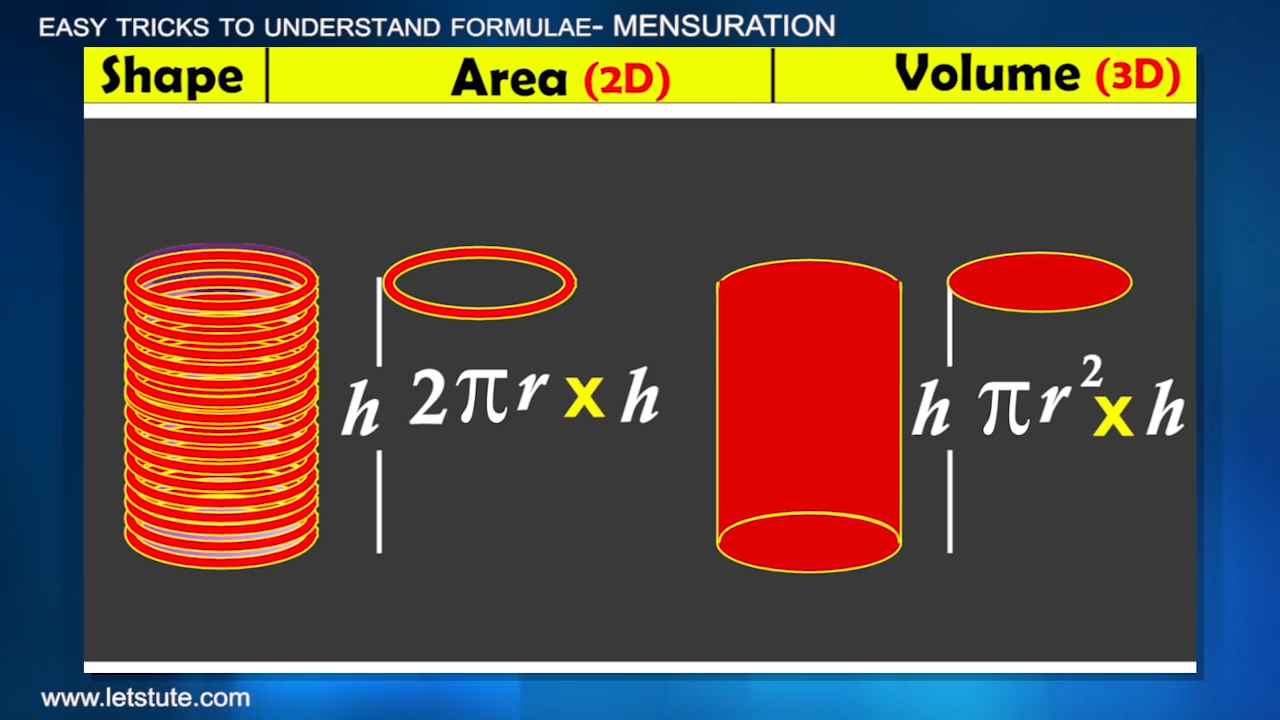 EASY TRICKS TO UNDERSTAND FORMULAE- MENSURATION
Shape Area (2D) Volume (3D)
h 2πr x h h πr² x h
www.letstute.com